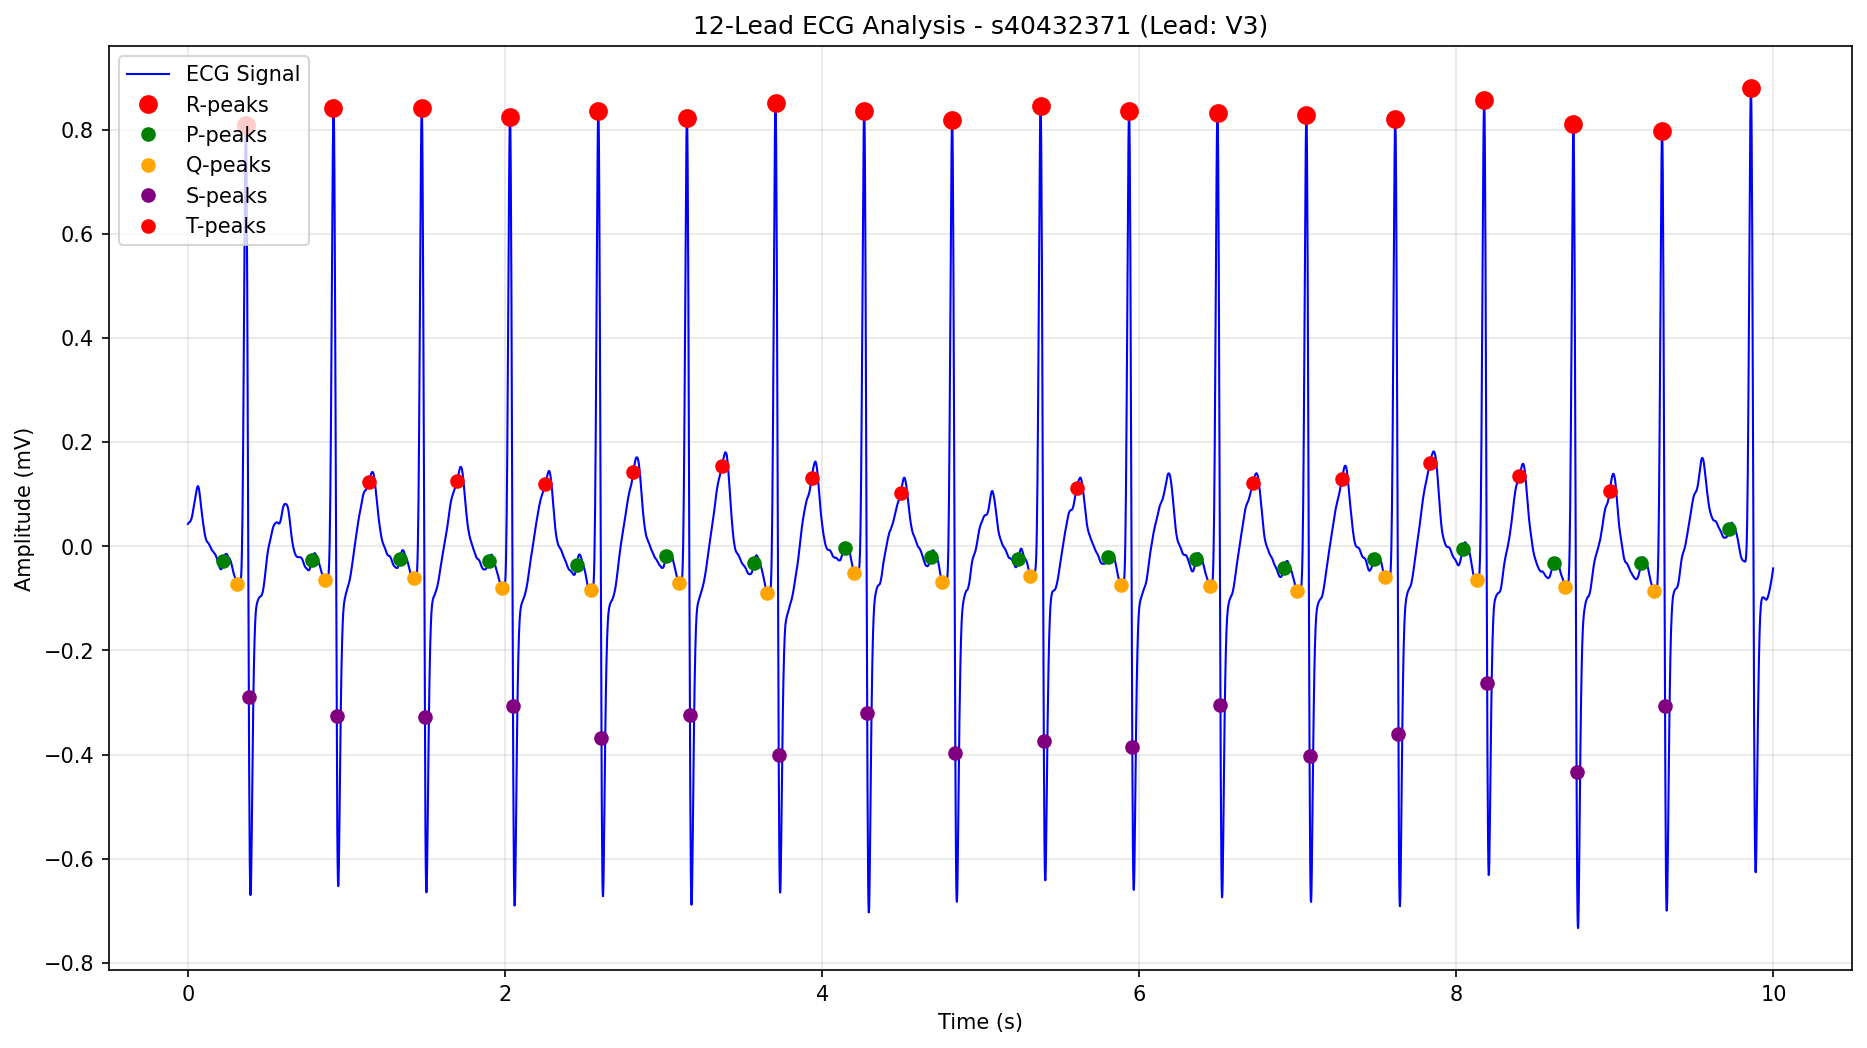 12-Lead ECG Analysis - s40432371 (Lead: V3)
ECG Signal
R-peaks
P-peaks
Q-peaks
S-peaks
T-peaks
0.8
0.6
0.4
0.2
0.0
−0.2
−0.4
−0.6
−0.8
Amplitude (mV)
0 2 4 6 8 10
Time (s)